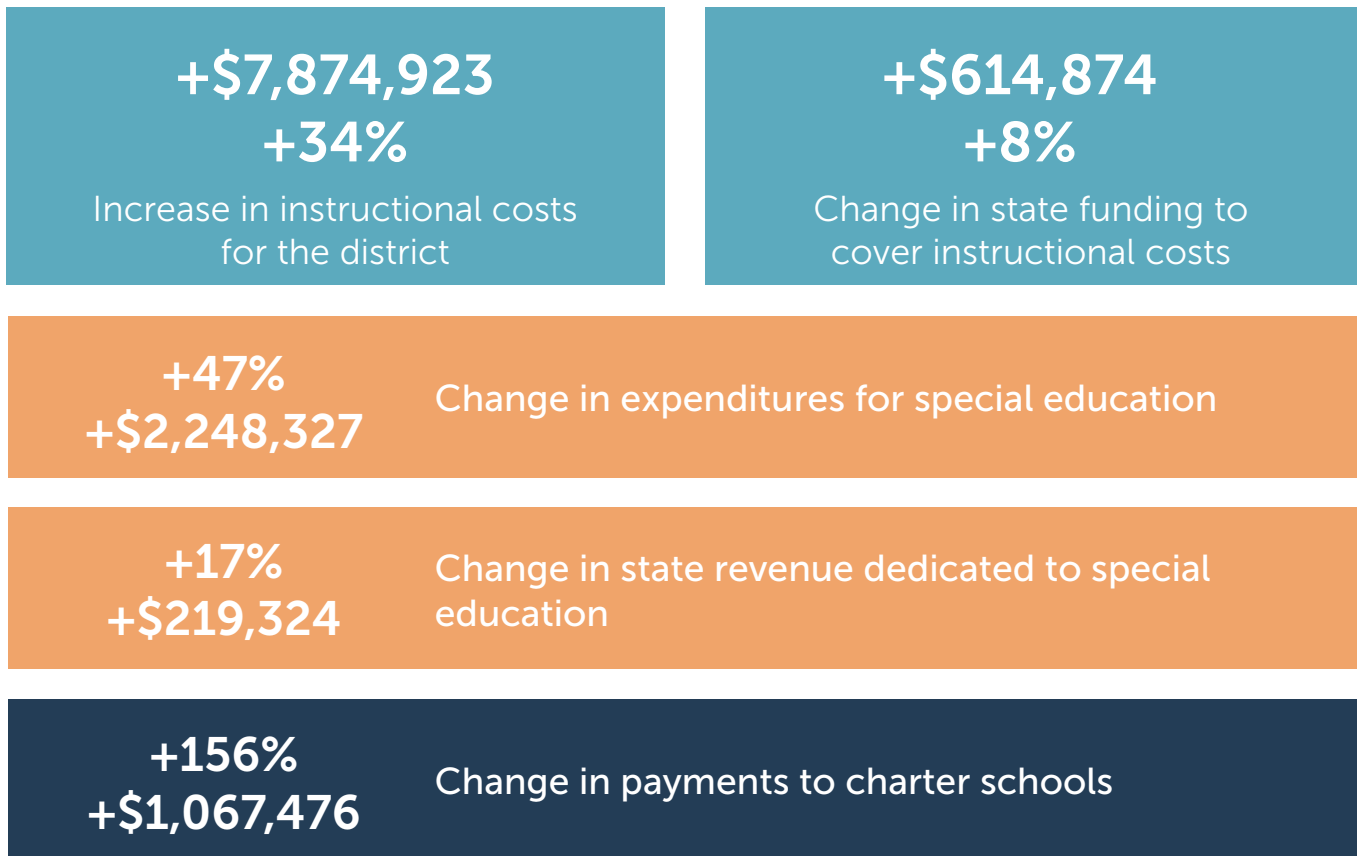 +$7,874,923
+34%
Increase in instructional costs
for the district
+$614,874
+8%
Change in state funding to
cover instructional costs
+47%
+$2,248,327
Change in expenditures for special education
+17%
+$219,324
Change in state revenue dedicated to special
education
+156%
+$1,067,476
Change in payments to charter schools